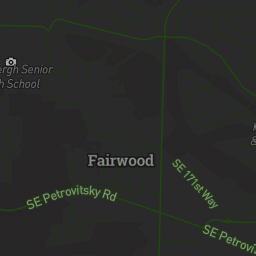 ergh Senior
h School
Fairwood
SE 171st Way
SE Petrovitsky Rd
SE Petrovi